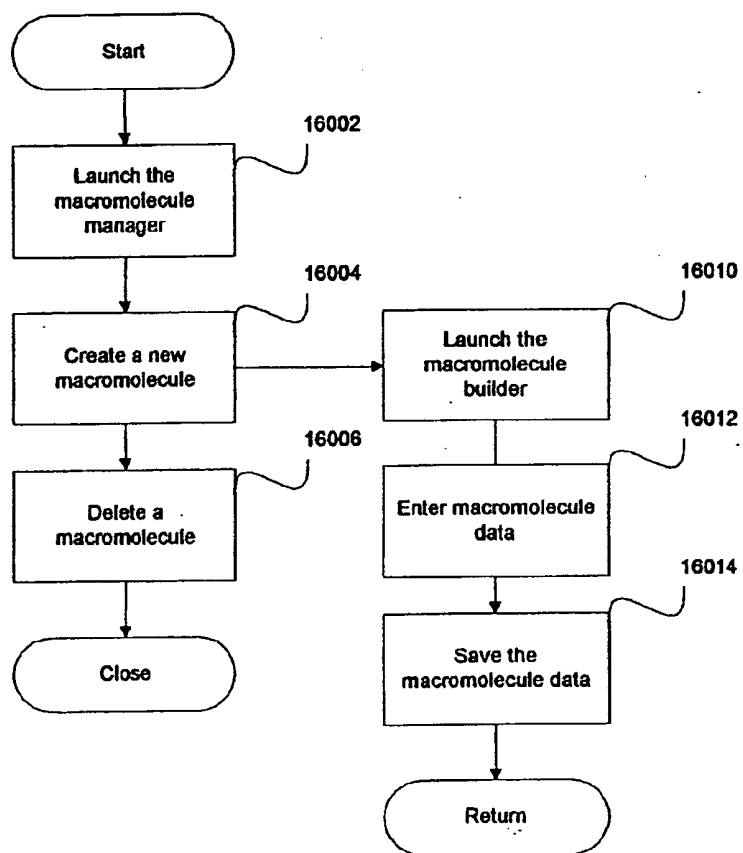 Start
16002
Launch the
macromolecule
manager
16004
Create a new
macromolecule
16006
Delete a
macromolecule
Close
16010
Launch the
macromolecule
builder
16012
Enter macromolecule
data
16014
Save the
macromolecule data
Return